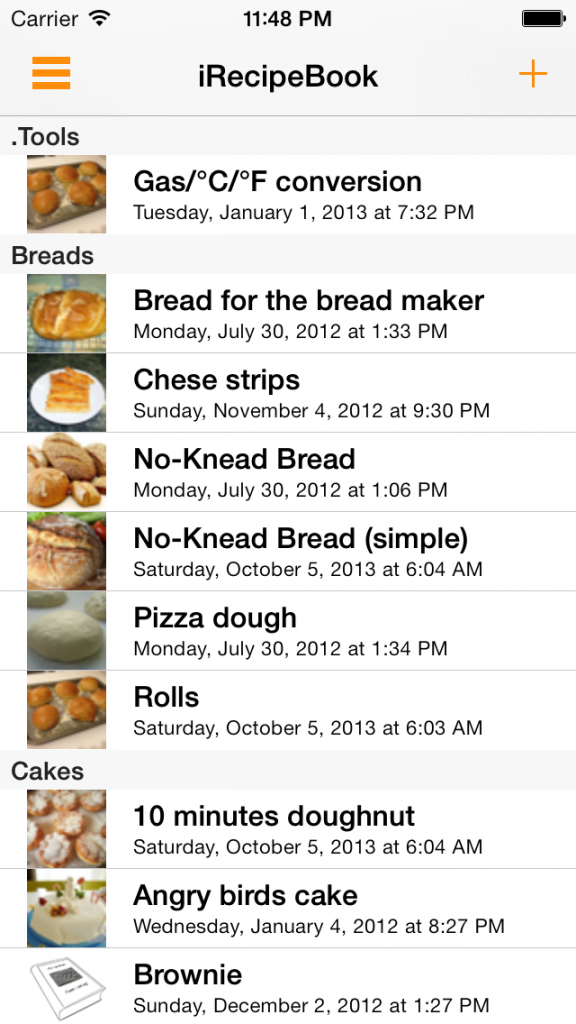 Carrier 11:48 PM
iRecipeBook
.Tools
Gas/°C/°F conversion
Tuesday, January 1, 2013 at 7:32 PM
Breads
Bread for the bread maker
Monday, July 30, 2012 at 1:33 PM
Chese strips
Sunday, November 4, 2012 at 9:30 PM
No-Knead Bread
Monday, July 30, 2012 at 1:06 PM
No-Knead Bread (simple)
Saturday, October 5, 2013 at 6:04 AM
Pizza dough
Monday, July 30, 2012 at 1:34 PM
Rolls
Saturday, October 5, 2013 at 6:03 AM
Cakes
10 minutes doughnut
Saturday, October 5, 2013 at 6:04 AM
Angry birds cake
Wednesday, January 4, 2012 at 8:27 PM
Brownie
Sunday, December 2, 2012 at 1:27 PM